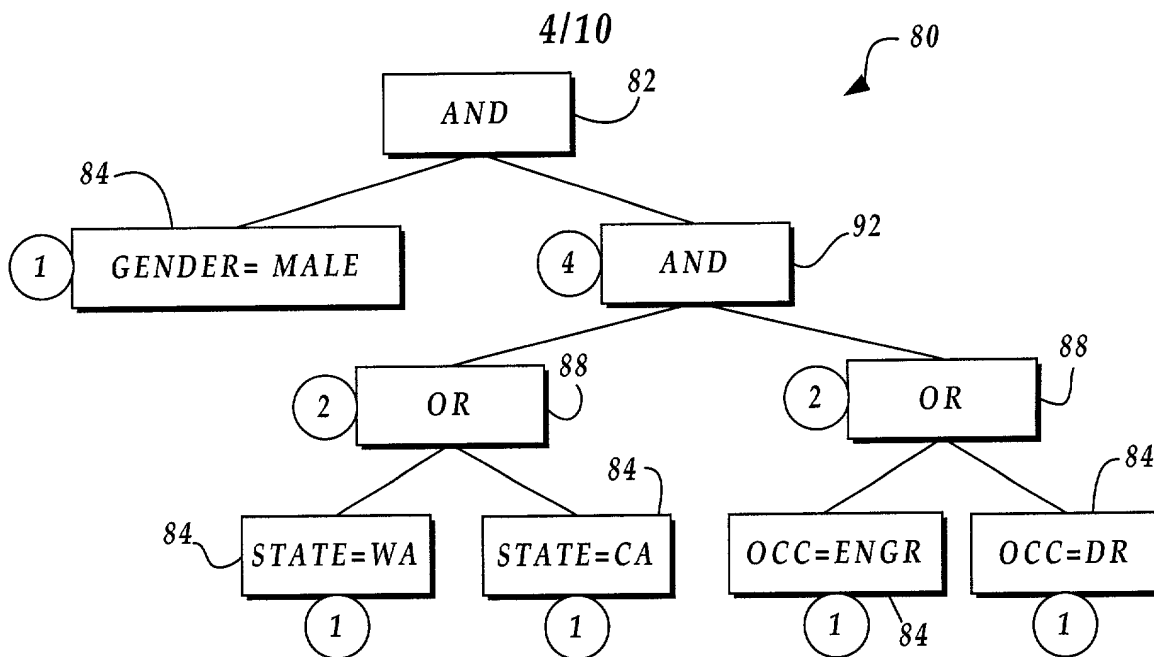 4/10
80
82
AND
84
92
1
GENDER= MALE
4
AND
88
88
2
OR
2
OR
84
84
84
STATE=WA
STATE=CA
OCC=ENGR
OCC=DR
1
1
1
84
1